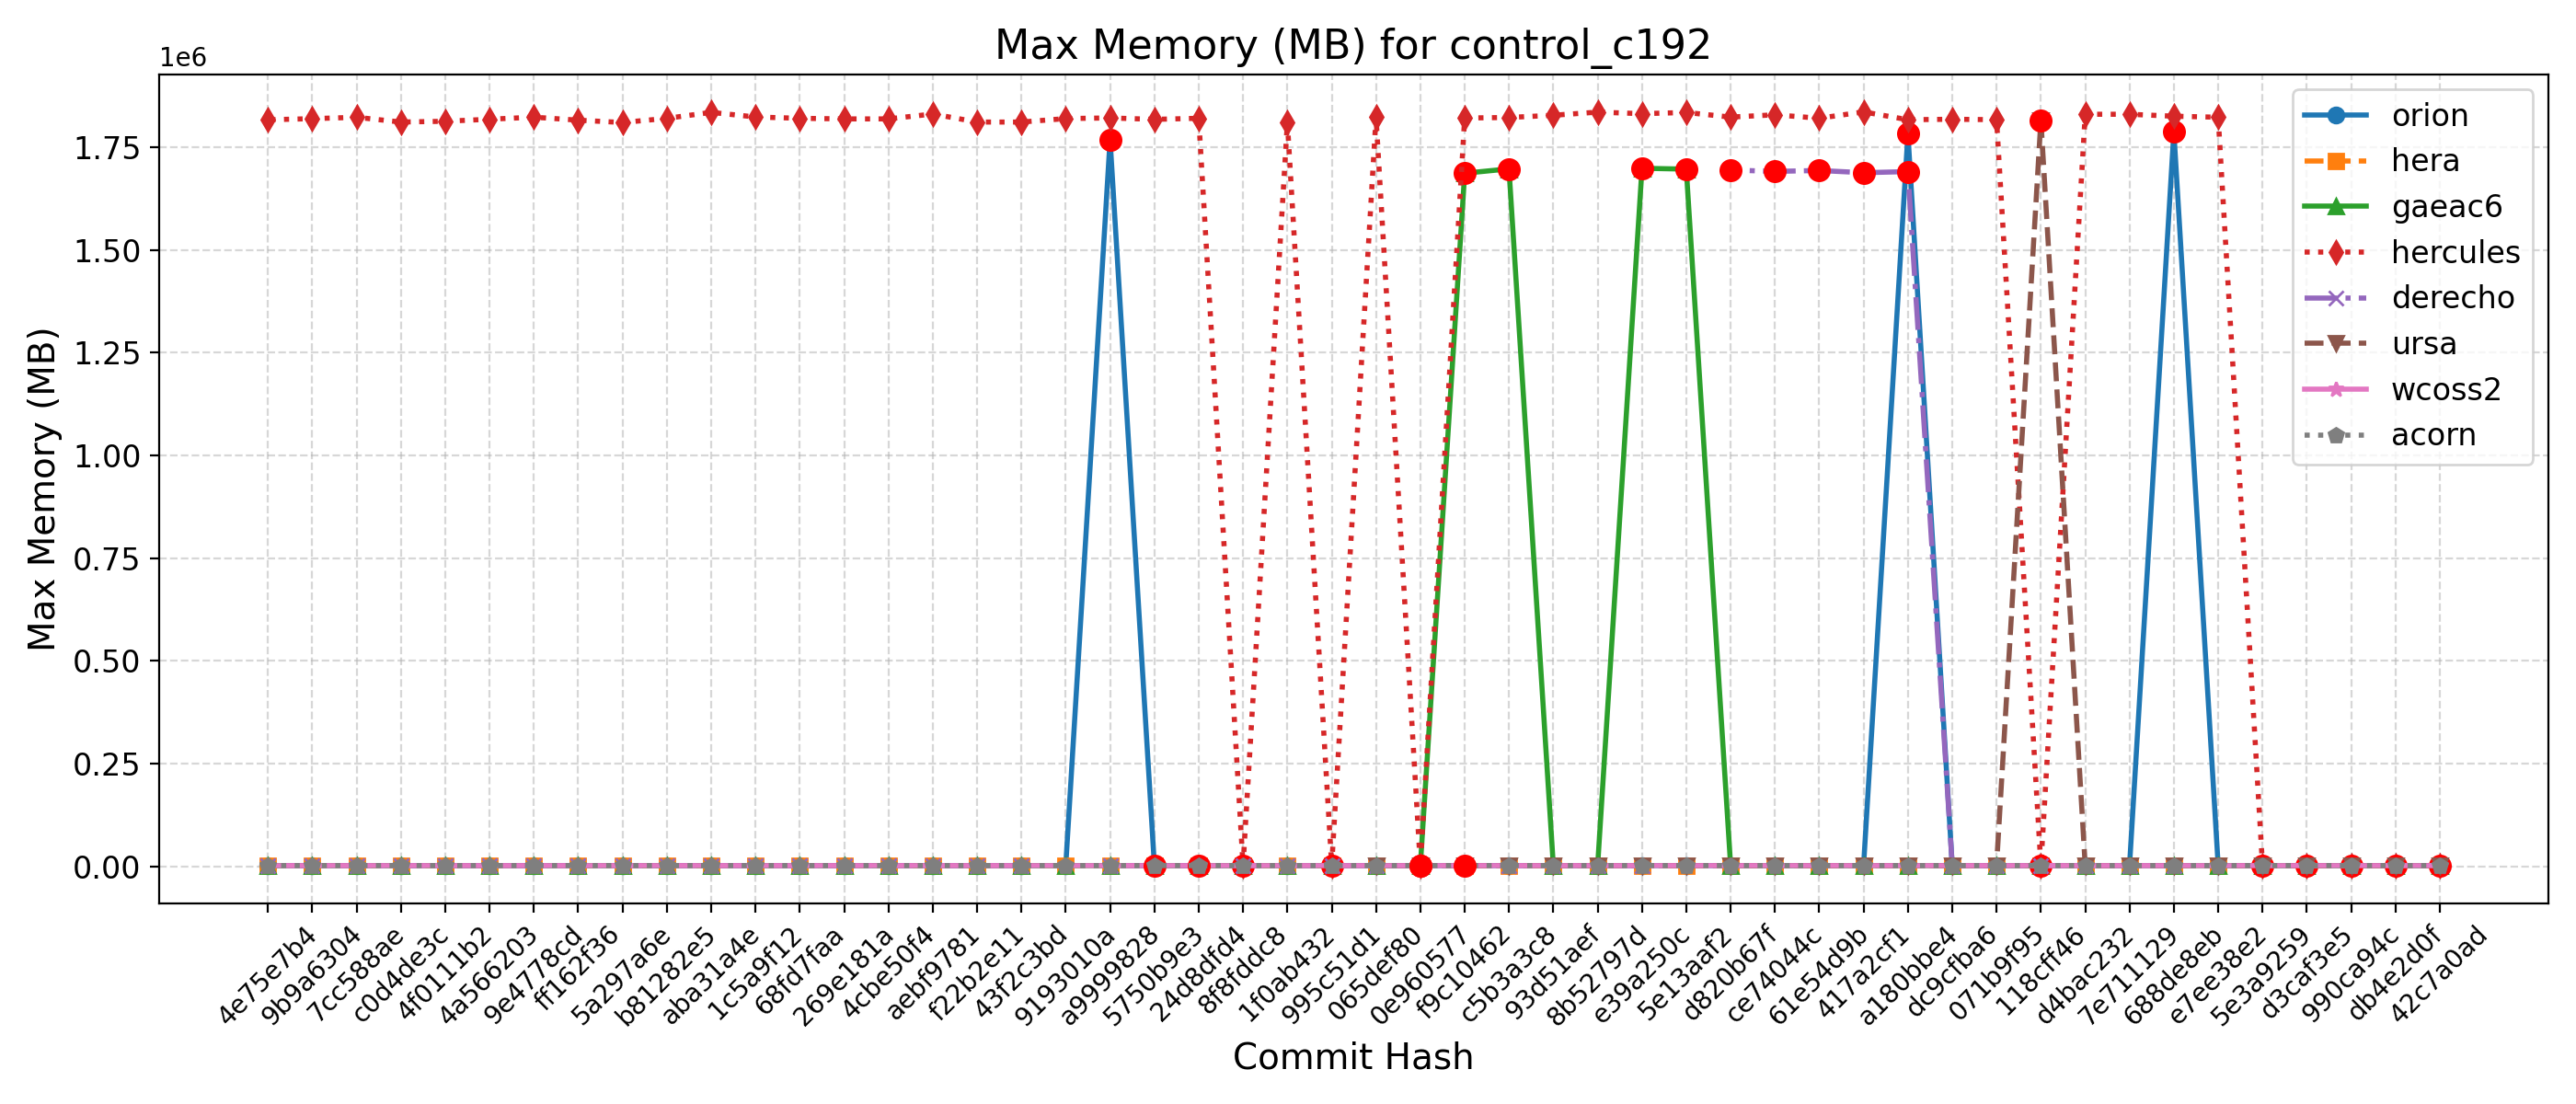 Max Memory (MB) for control_c192
1e6
1.75
1.50
1.25
1.00
0.75
0.50
0.25
0.00
Max Memory (MB)
orion
hera
gaeac6
hercules
derecho
ursa
wcoss2
acorn
4e75e7b4
9b9a6304
7cc588ae
c0d4de3c
4f0111b2
4a566203
9e4778cd
ff162f36
5a297a6e
b81282e5
aba31a4e
1c5a9f12
68fd7faa
269e181a
4cbe50f4
aebf9781
f22b2e11
43f2c3bd
9193010a
a9999828
5750b9e3
24d8dfd4
8f8fddc8
1f0ab432
995c51d1
065def80
0e960577
f9c10462
c5b3a3c8
93d51aef
8b52797d
e39a250c
5e13aaf2
d820b67f
ce74044c
61e54d9b
417a2cf1
a180bbe4
dc9cfba6
071b9f95
118cff46
d4bac232
7e711129
688de8eb
e7ee38e2
5e3a9259
d3caf3e5
990ca94c
db4e2d0f
42c7a0ad
Commit Hash